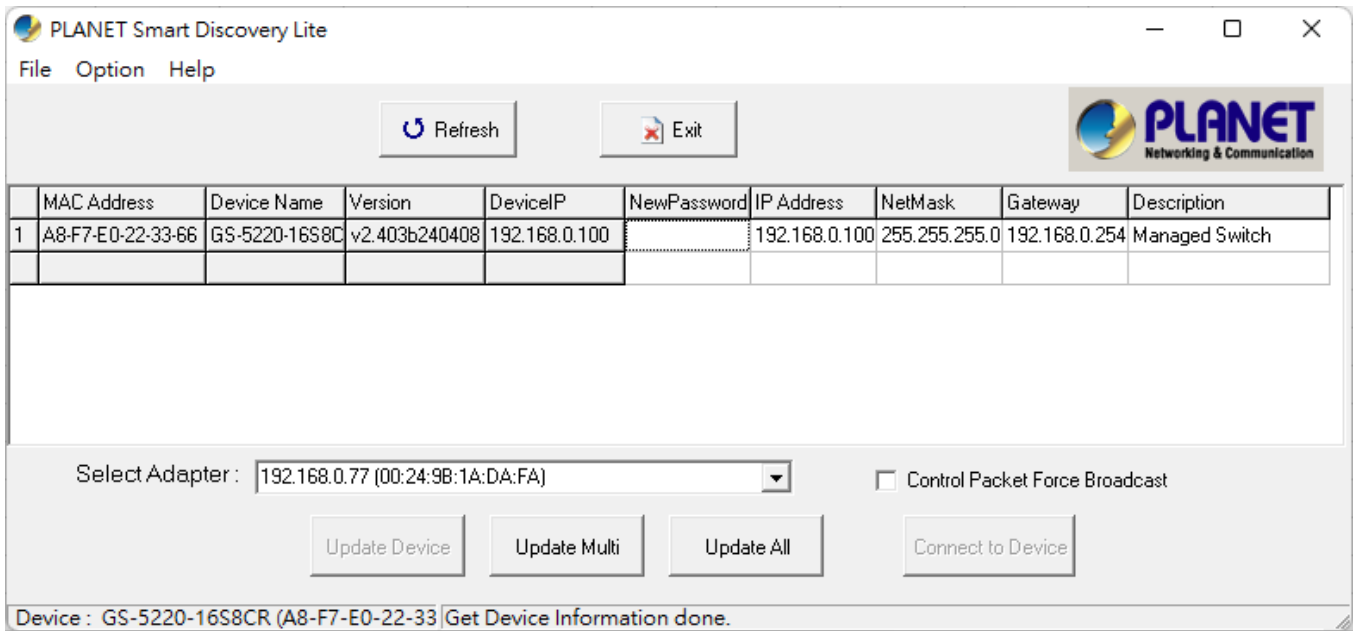 PLANET Smart Discovery Lite
File Option Help
Refresh Exit
PLANET
Networking & Communication
MAC Address Device Name Version DeviceIP NewPassword IP Address NetMask Gateway Description
1 A8-F7-E0-22-33-66 GS-5220-16S8C v2.403b240408 192.168.0.100 192.168.0.100 255.255.255.0 192.168.0.254 Managed Switch
Select Adapter : 192.168.0.77 (00:24:9B:1A:DA:FA) Control Packet Force Broadcast
Update Device Update Multi Update All Connect to Device
Device : GS-5220-16S8CR (A8-F7-E0-22-33 Get Device Information done.